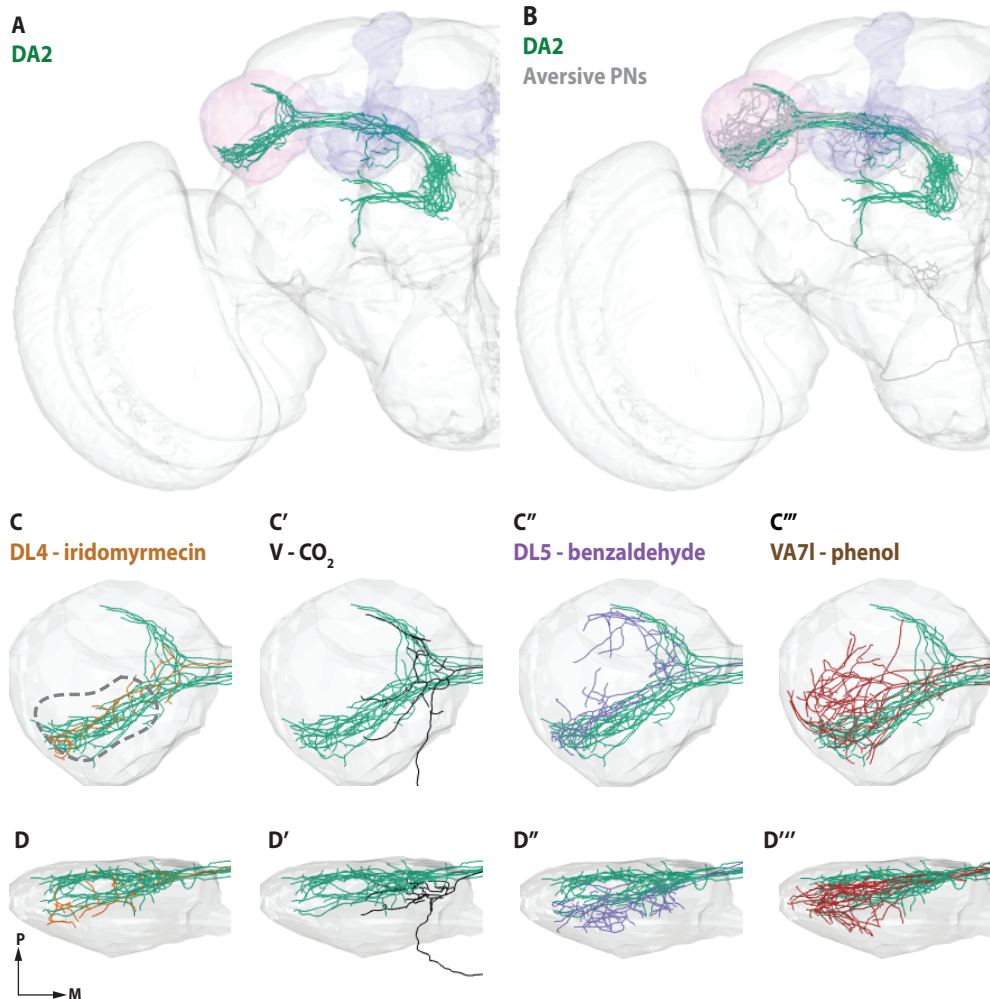 A
DA2
B
DA2
Aversive PNs
C
DL4 - iridomyrmecin
C'
V - CO₂
C"
DL5 - benzaldehyde
C'''
VA7l - phenol
D
D'
D"
D'''
P
M